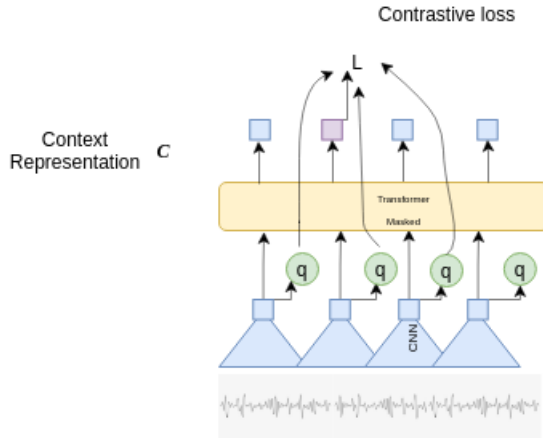 Contrastive loss
L
Context
Representation C
Transformer
Masked
q q q q
CNN